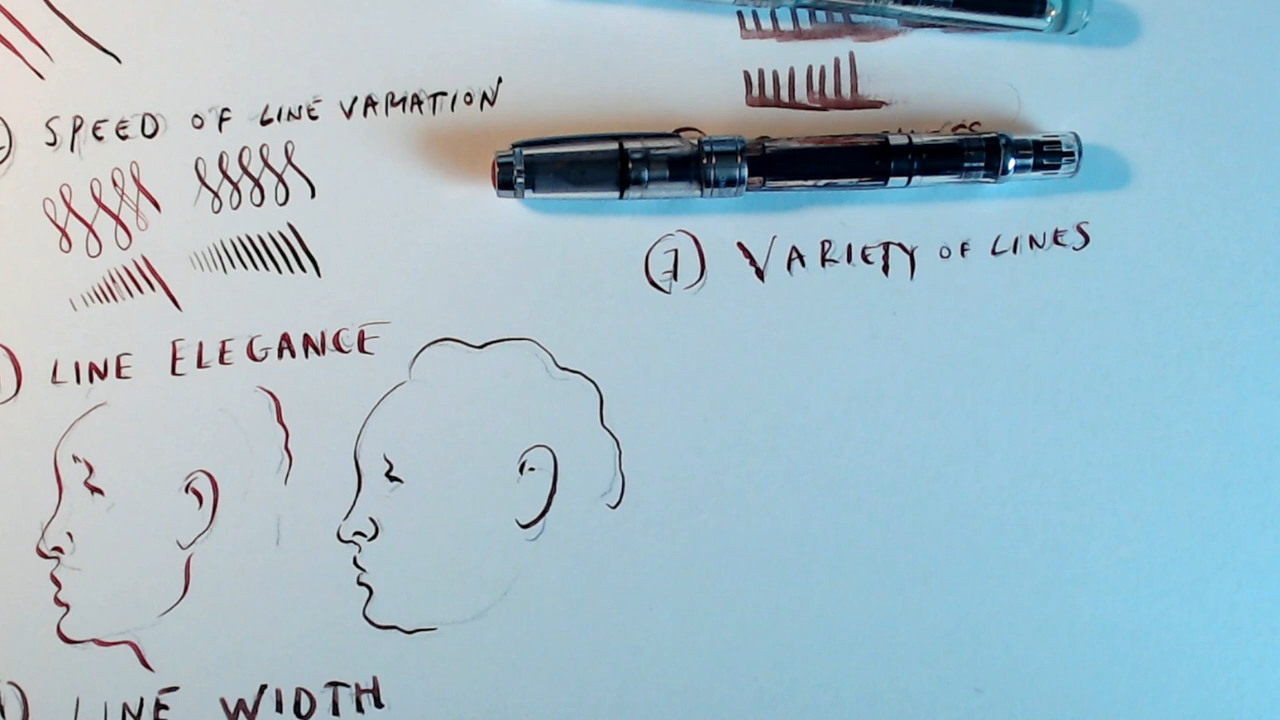 SPEED OF LINE VARIATION
7 VARIETY OF LINES
LINE ELEGANCE
LINE WIDTH